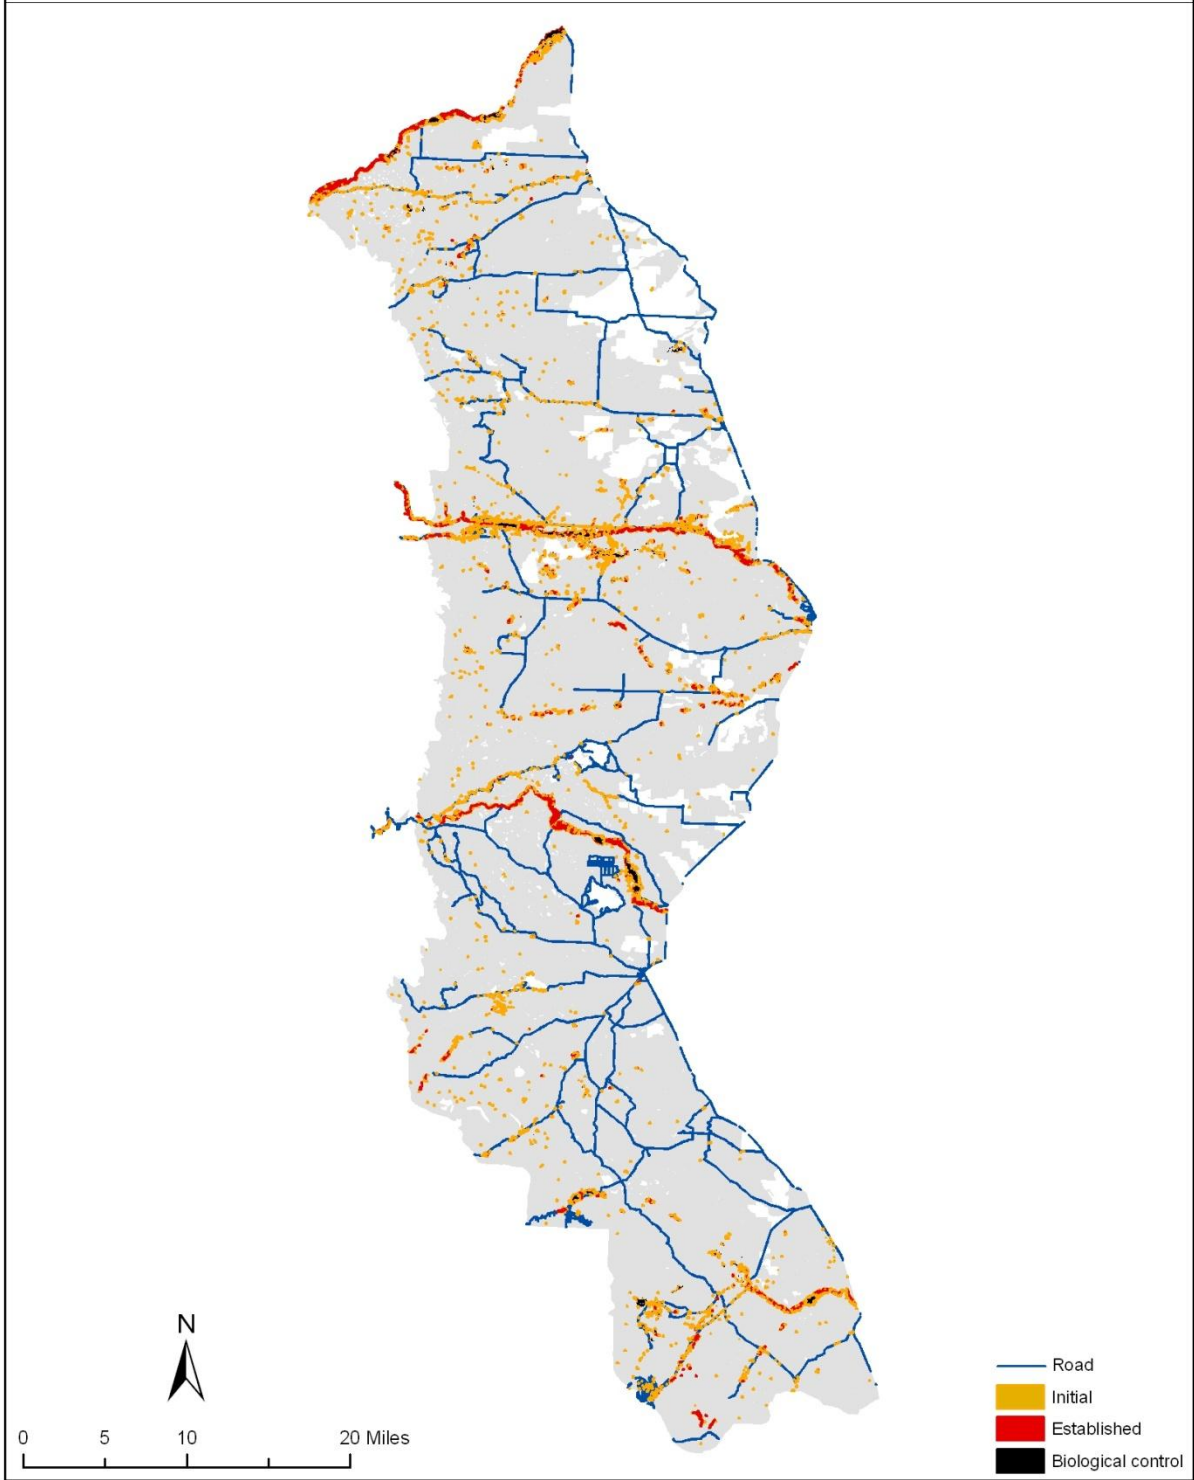 N
0 5 10 20 Miles
Road
Initial
Established
Biological control